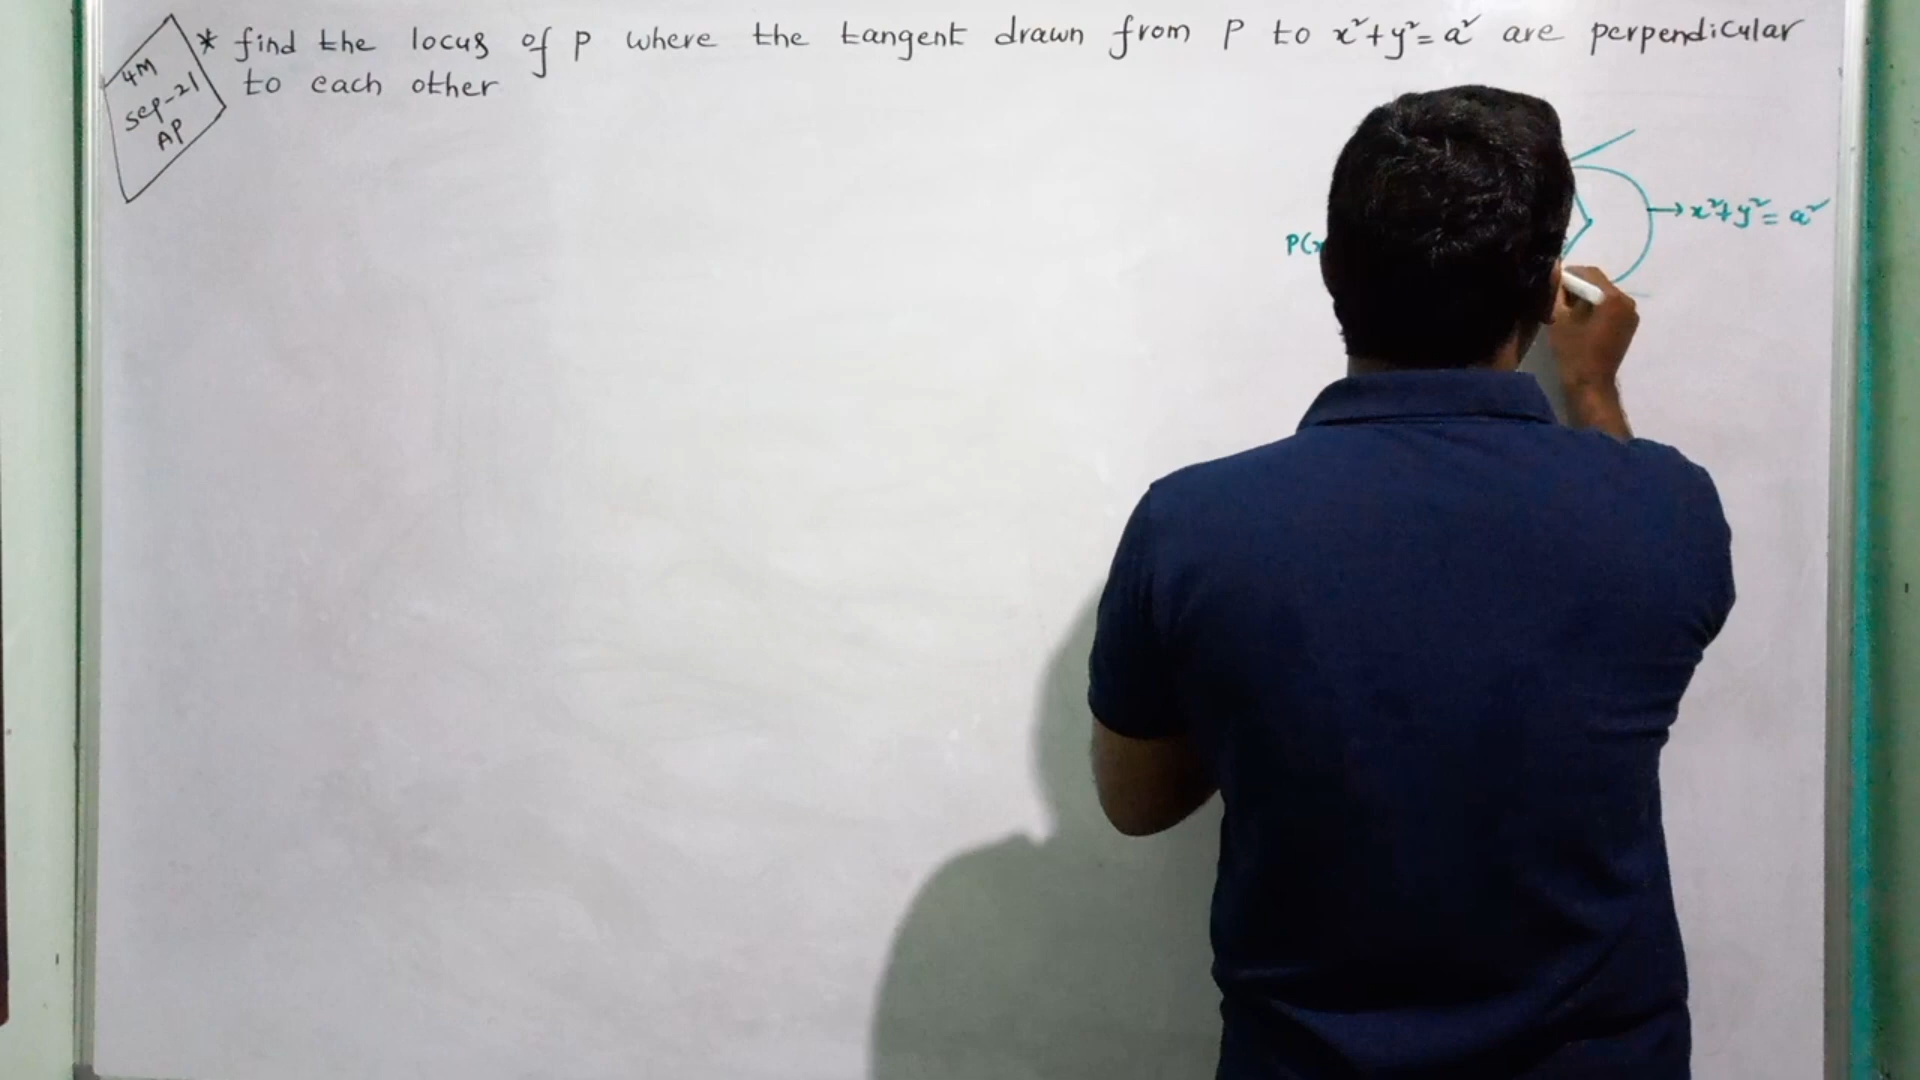 * find the locus of P where the tangent drawn from P to x²+y²=a² are perpendicular
to each other
4M
Sep-21
AP
→x²+y²=a²
P(x